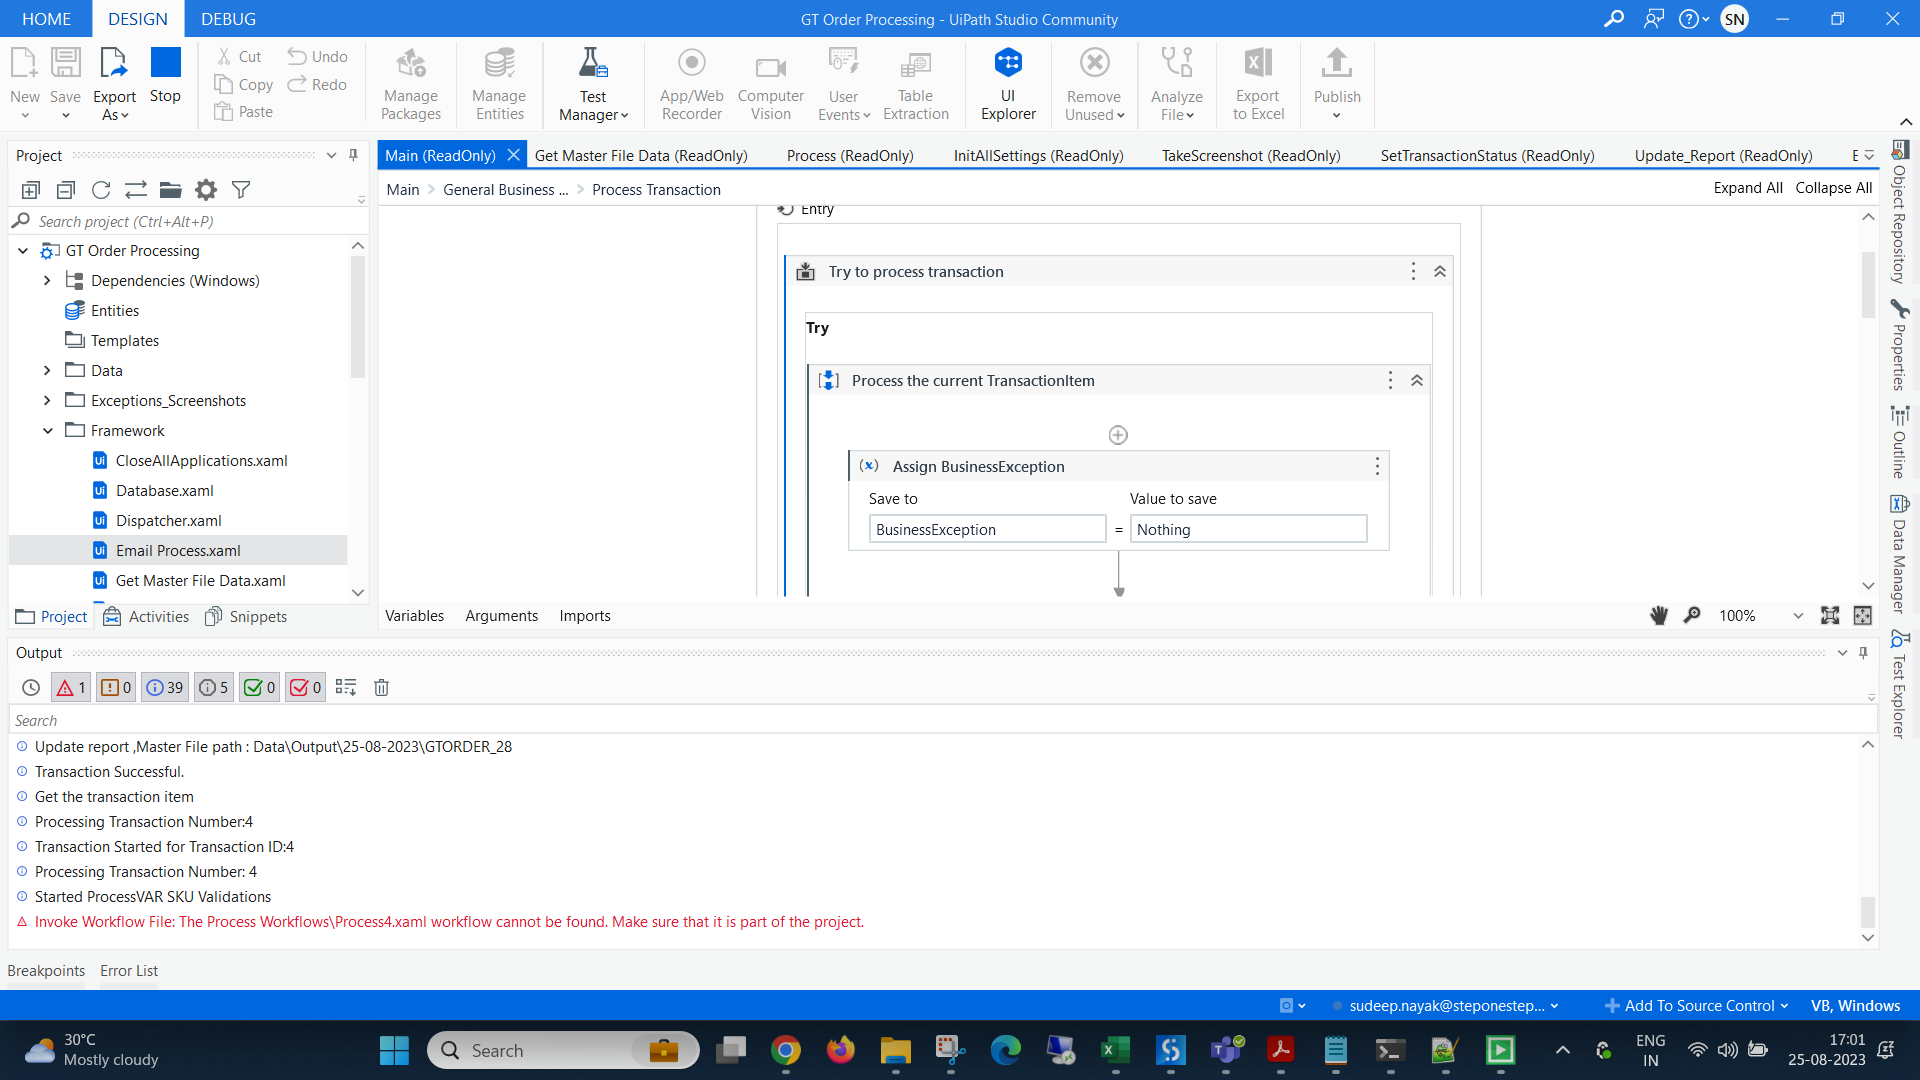 HOME DESIGN DEBUG
GT Order Processing - UiPath Studio Community
SN
New
Save
Export As
Stop
Cut
Copy
Paste
Undo
Redo
Manage Packages
Manage Entities
Test Manager
App/Web Recorder
Computer Vision
User Events
Table Extraction
UI Explorer
Remove Unused
Analyze File
Export to Excel
Publish
Project
Search project (Ctrl+Alt+P)
GT Order Processing
Dependencies (Windows)
Entities
Templates
Data
Exceptions_Screenshots
Framework
CloseAllApplications.xaml
Database.xaml
Dispatcher.xaml
Email Process.xaml
Get Master File Data.xaml
Project Activities Snippets
Main (ReadOnly) Get Master File Data (ReadOnly) Process (ReadOnly) InitAllSettings (ReadOnly) TakeScreenshot (ReadOnly) SetTransactionStatus (ReadOnly) Update_Report (ReadOnly)
Main > General Business ... > Process Transaction
Expand All Collapse All
Entry
Try to process transaction
Try
Process the current TransactionItem
Assign BusinessException
Save to Value to save
BusinessException = Nothing
Variables Arguments Imports
100%
Object Repository
Properties
Outline
Data Manager
Test Explorer
Output
1 0 39 5 0 0
Search
Update report ,Master File path : Data\Output\25-08-2023\GTORDER_28
Transaction Successful.
Get the transaction item
Processing Transaction Number:4
Transaction Started for Transaction ID:4
Processing Transaction Number: 4
Started ProcessVAR SKU Validations
Invoke Workflow File: The Process Workflows\Process4.xaml workflow cannot be found. Make sure that it is part of the project.
Breakpoints Error List
sudeep.nayak@steponestep... Add To Source Control VB, Windows
30°C
Mostly cloudy
Search
ENG
IN
17:01
25-08-2023